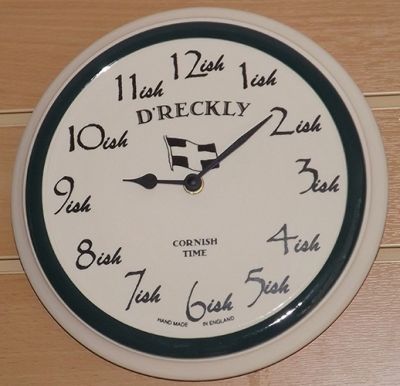 12ish
1ish
2ish
3ish
4ish
5ish
6ish
7ish
8ish
9ish
10ish
11ish
D'RECKLY
CORNISH
TIME
HAND MADE IN ENGLAND